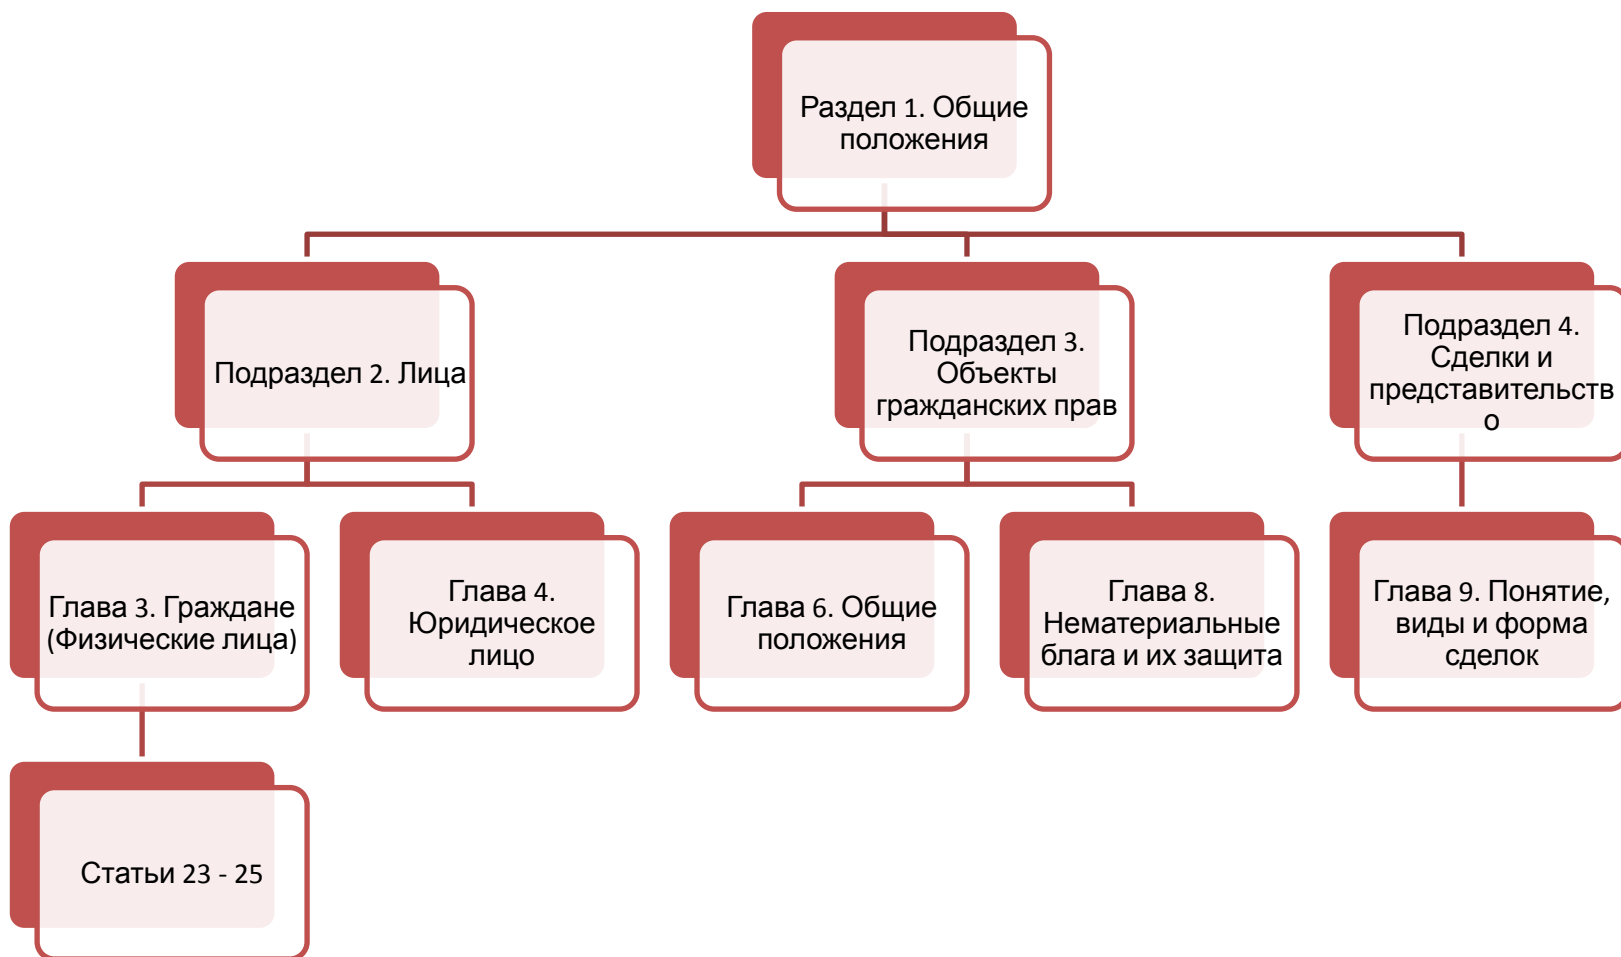 Раздел 1. Общие
положения
Подраздел 2. Лица
Подраздел 3.
Объекты
гражданских прав
Подраздел 4.
Сделки и
представительств
о
Глава 3. Граждане
(Физические лица)
Глава 4.
Юридическое
лицо
Глава 6. Общие
положения
Глава 8.
Нематериальные
блага и их защита
Глава 9. Понятие,
виды и форма
сделок
Статьи 23 - 25